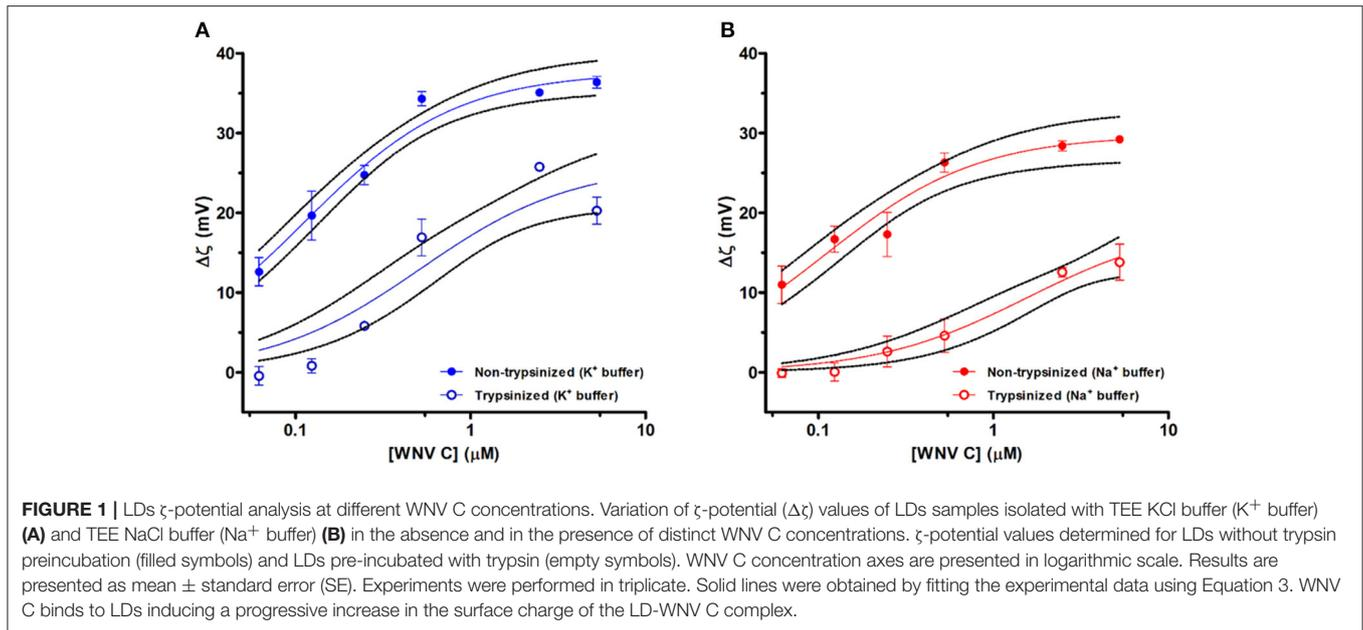 A
B
40
30
20
10
0
Δζ (mV)
Non-trypsinized (K⁺ buffer)
Trypsinized (K⁺ buffer)
0.1
1
10
[WNV C] (μM)
40
30
20
10
0
Δζ (mV)
Non-trypsinized (Na⁺ buffer)
Trypsinized (Na⁺ buffer)
0.1
1
10
[WNV C] (μM)
FIGURE 1 | LDs ζ-potential analysis at different WNV C concentrations. Variation of ζ-potential (Δζ) values of LDs samples isolated with TEE KCl buffer (K⁺ buffer)
(A) and TEE NaCl buffer (Na⁺ buffer) (B) in the absence and in the presence of distinct WNV C concentrations. ζ-potential values determined for LDs without trypsin
preincubation (filled symbols) and LDs pre-incubated with trypsin (empty symbols). WNV C concentration axes are presented in logarithmic scale. Results are
presented as mean ± standard error (SE). Experiments were performed in triplicate. Solid lines were obtained by fitting the experimental data using Equation 3. WNV
C binds to LDs inducing a progressive increase in the surface charge of the LD-WNV C complex.